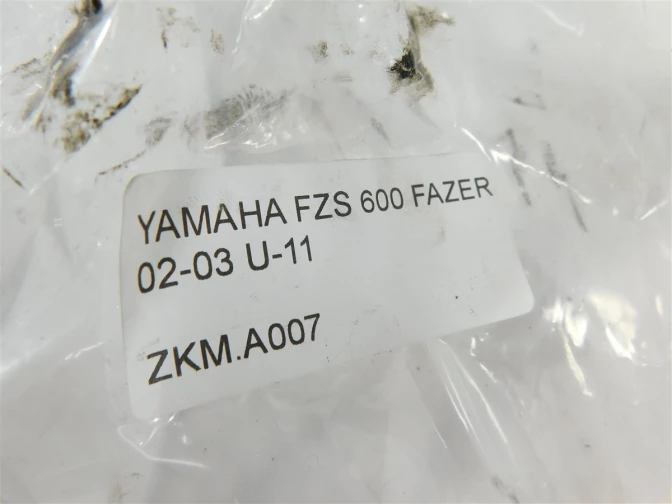 YAMAHA FZS 600 FAZER
02-03 U-11
ZKM.A007